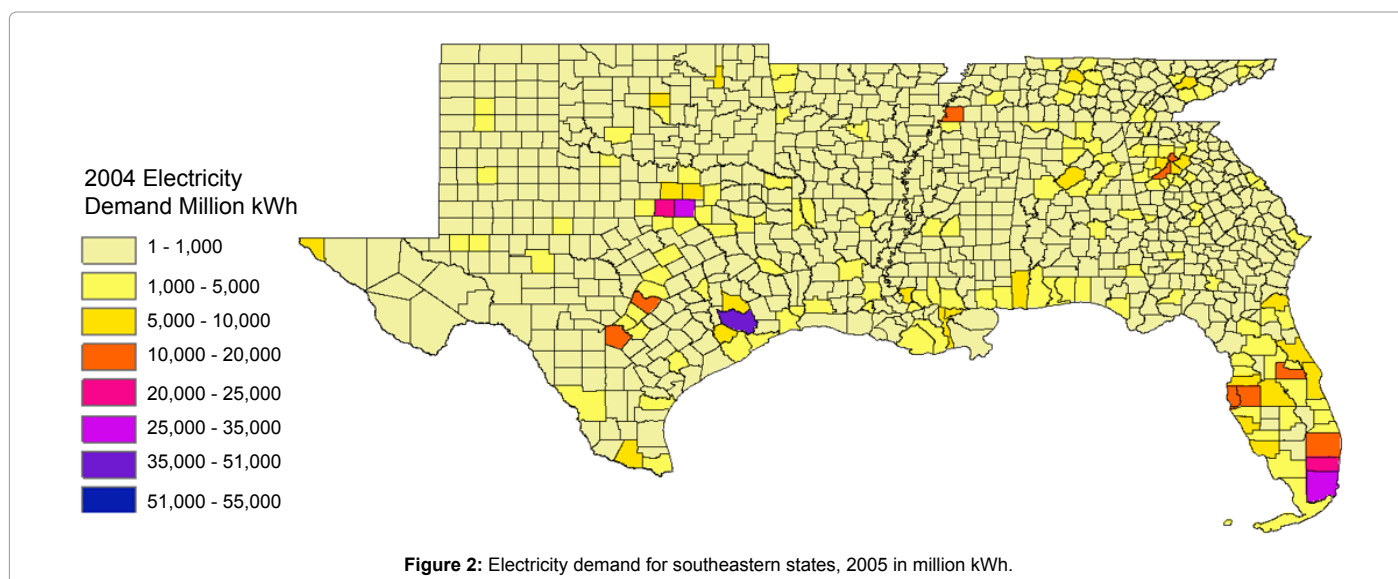 2004 Electricity
Demand Million kWh
1 - 1,000
1,000 - 5,000
5,000 - 10,000
10,000 - 20,000
20,000 - 25,000
25,000 - 35,000
35,000 - 51,000
51,000 - 55,000
Figure 2: Electricity demand for southeastern states, 2005 in million kWh.